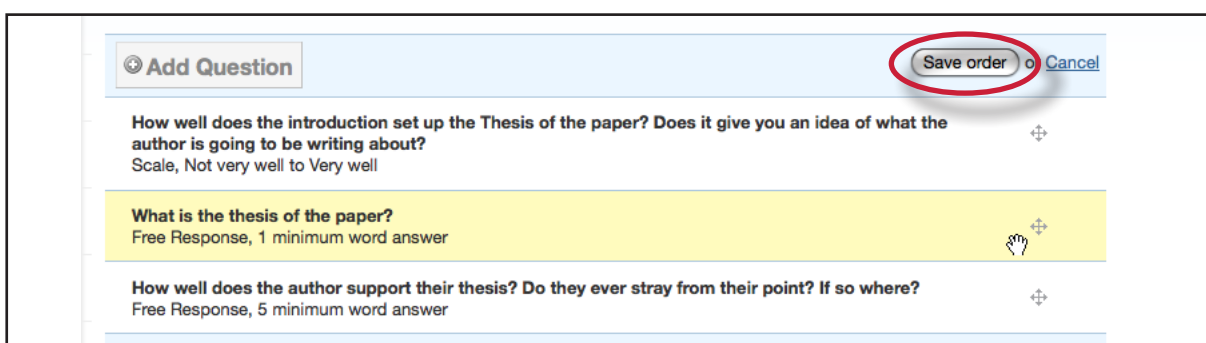 Add Question
Save order or Cancel
How well does the introduction set up the Thesis of the paper? Does it give you an idea of what the
author is going to be writing about?
Scale, Not very well to Very well
What is the thesis of the paper?
Free Response, 1 minimum word answer
How well does the author support their thesis? Do they ever stray from their point? If so where?
Free Response, 5 minimum word answer